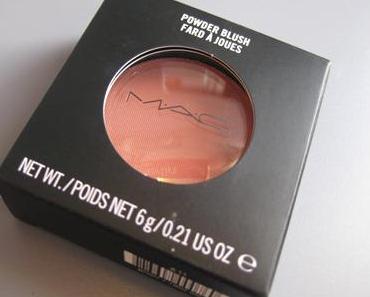 POWDER BLUSH
FARD À JOUES
MAC
NET WT. / POIDS NET 6 g / 0.21 US OZ ℮